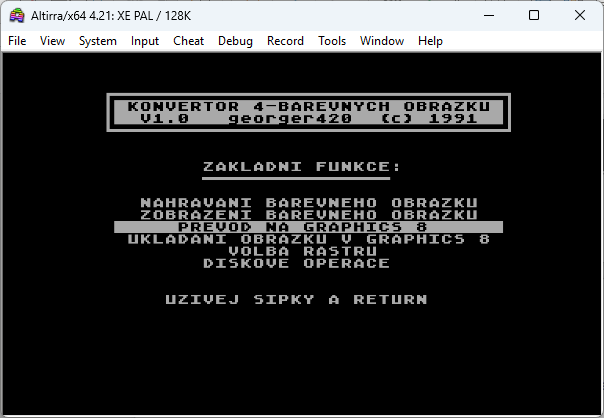 Altirra/x64 4.21: XE PAL / 128K
File View System Input Cheat Debug Record Tools Window Help
KONVERTOR 4-BAREVNYCH OBRAZKU
V1.0 georger420 (c) 1991
ZAKLADNI FUNKCE:
NAHRAVANI BAREVNEHO OBRAZKU
ZOBRAZENI BAREVNEHO OBRAZKU
PREVOD NA GRAPHICS 8
UKLADANI OBRAZKU V GRAPHICS 8
VOLBA RASTRU
DISKOVE OPERACE
UZIVEJ SIPKY A RETURN